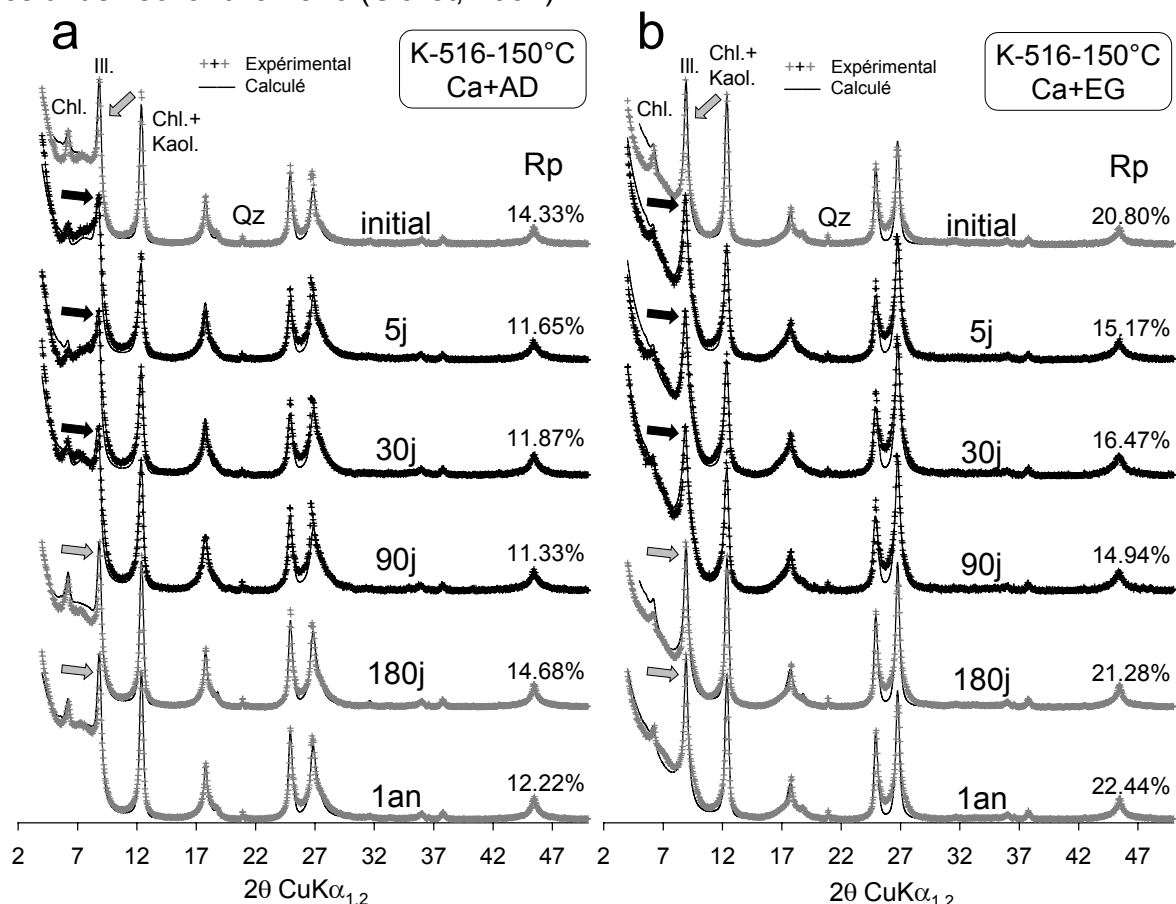 a
Ill.
Chl.
Chl.+
Kaol.
+++ Expérimental
Calculé
K-516-150°C
Ca+AD
Rp
Qz
initial
14.33%
5j
11.65%
30j
11.87%
90j
11.33%
180j
14.68%
1an
12.22%
2 7 12 17 22 27 32 37 42 47
2θ CuKα1,2
b
Ill.
Chl.+
Kaol.
Chl.
+++ Expérimental
Calculé
K-516-150°C
Ca+EG
Rp
Qz
initial
20.80%
5j
15.17%
30j
16.47%
90j
14.94%
180j
21.28%
1an
22.44%
2 7 12 17 22 27 32 37 42 47
2θ CuKα1,2